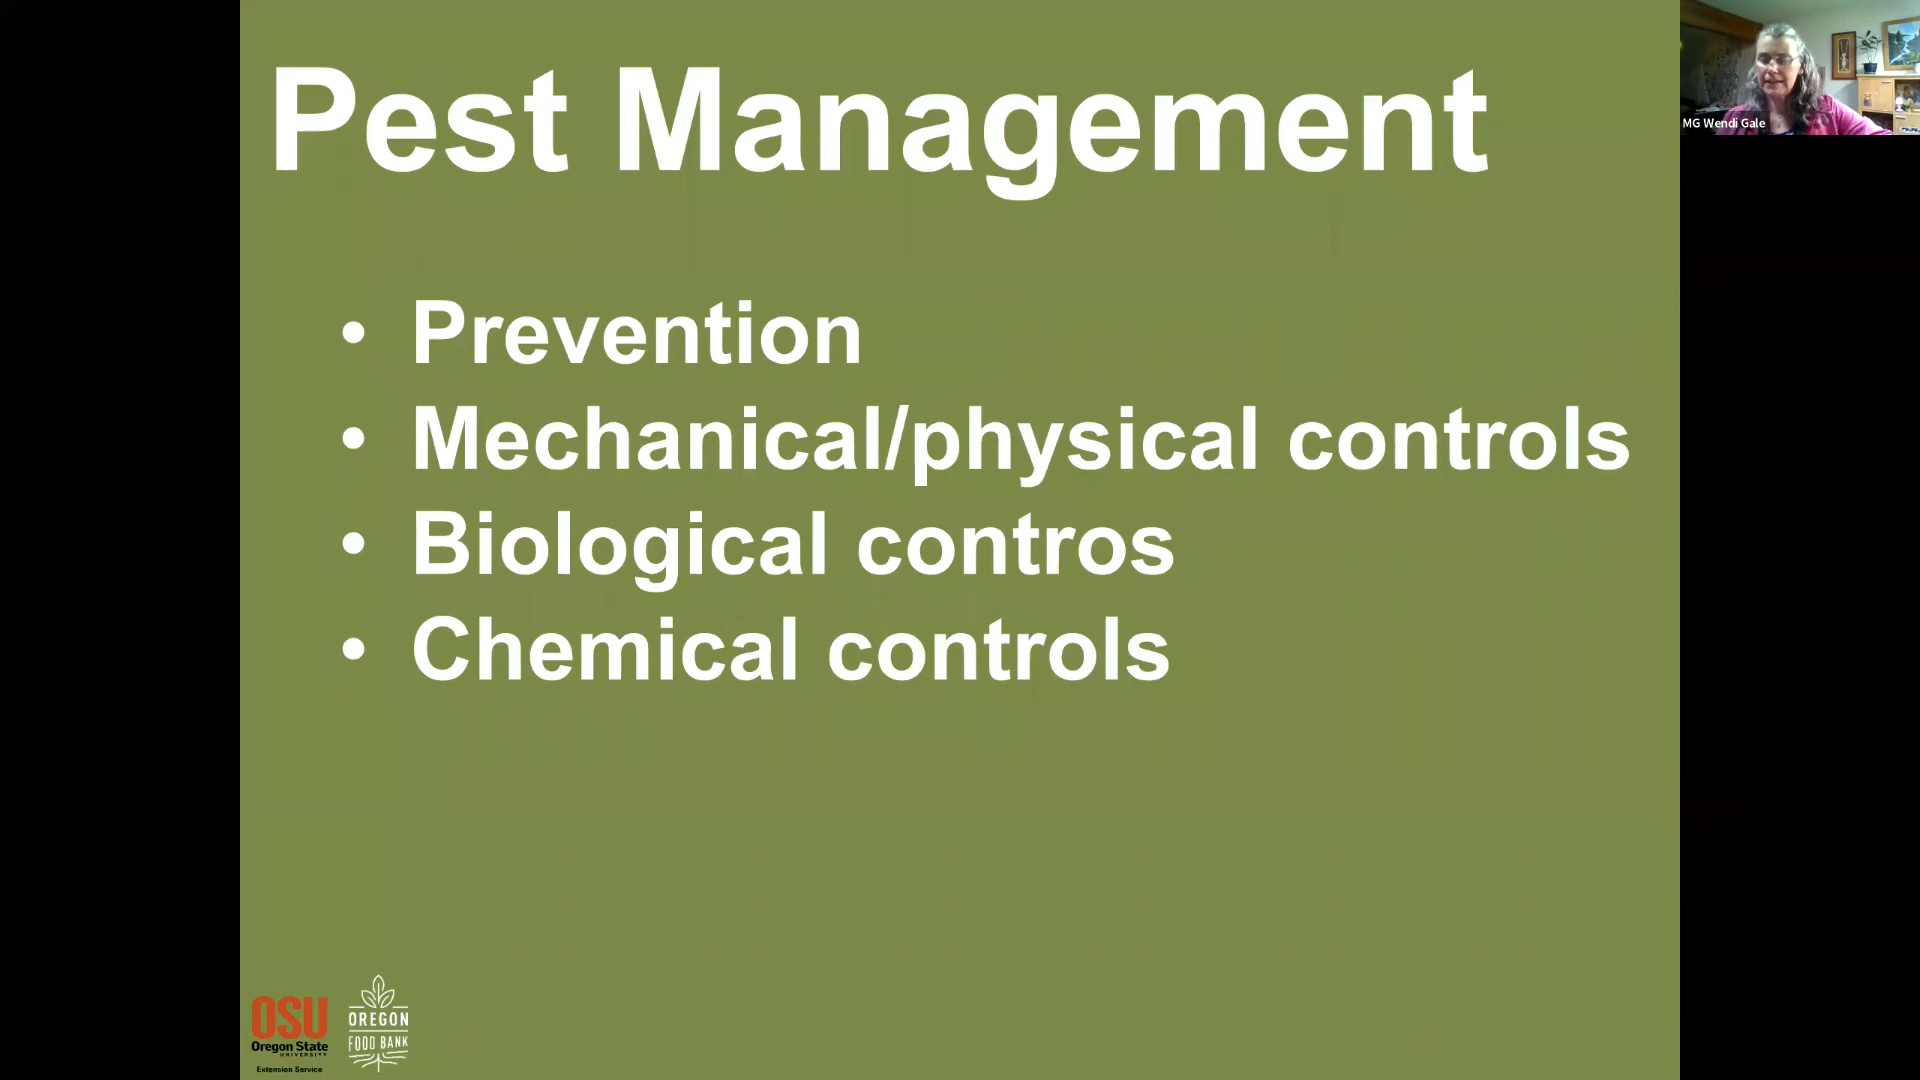 Pest Management
MG Wendi Gale
• Prevention
• Mechanical/physical controls
• Biological contros
• Chemical controls
OSU
Oregon State
UNIVERSITY
Extension Service
OREGON
FOOD BANK